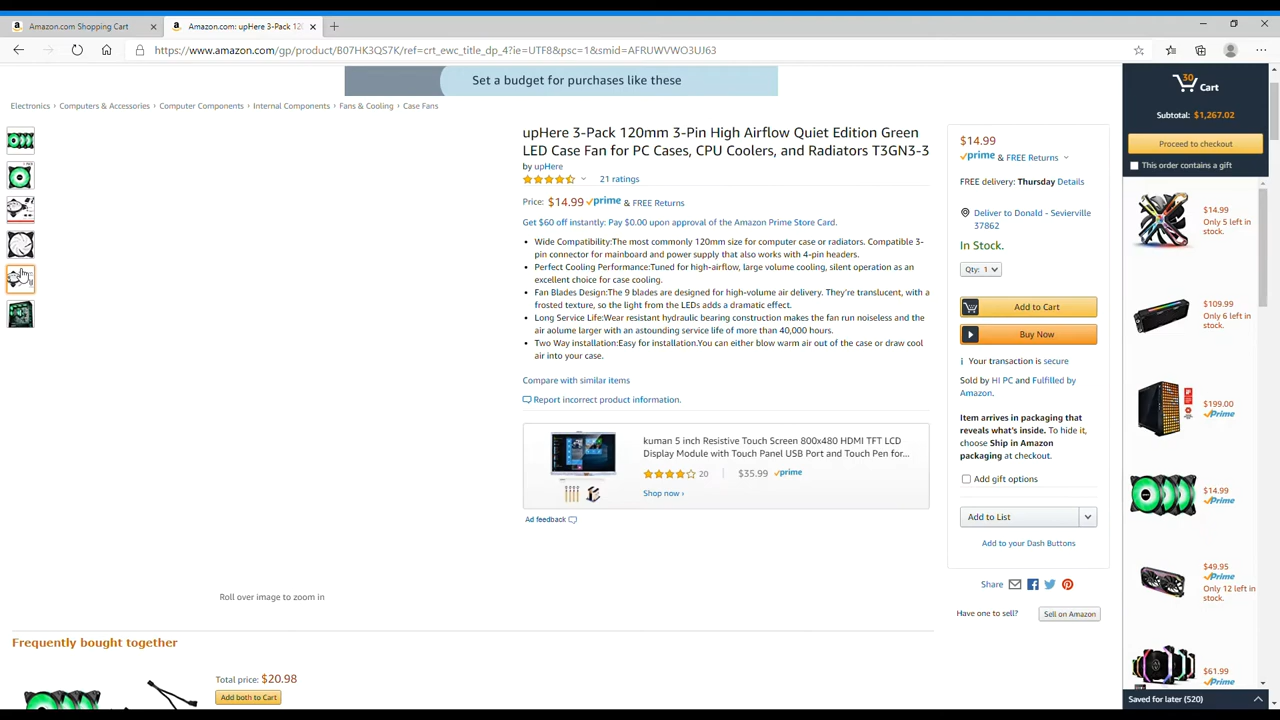 Amazon.com Shopping Cart
Amazon.com: upHere 3-Pack 120
https://www.amazon.com/gp/product/B07HK3QS7K/ref=crt_ewc_title_dp_4?ie=UTF8&psc=1&smid=AFRUWVWO3UJ63
Set a budget for purchases like these
Electronics › Computers & Accessories › Computer Components › Internal Components › Fans & Cooling › Case Fans
upHere 3-Pack 120mm 3-Pin High Airflow Quiet Edition Green
LED Case Fan for PC Cases, CPU Coolers, and Radiators T3GN3-3
by upHere
21 ratings
Price: $14.99 prime & FREE Returns
Get $60 off instantly: Pay $0.00 upon approval of the Amazon Prime Store Card.
• Wide Compatibility:The most commonly 120mm size for computer case or radiators. Compatible 3-
pin connector for mainboard and power supply that also works with 4-pin headers.
• Perfect Cooling Performance:Tuned for high-airflow, large volume cooling, silent operation as an
excellent choice for case cooling.
• Fan Blades Design:The 9 blades are designed for high-volume air delivery. They're translucent, with a
frosted texture, so the light from the LEDs adds a dramatic effect.
• Long Service Life:Wear resistant hydraulic bearing construction makes the fan run noiseless and the
air aolume larger with an astounding service life of more than 40,000 hours.
• Two Way installation:Easy for installation.You can either blow warm air out of the case or draw cool
air into your case.
Compare with similar items
Report incorrect product information.
kuman 5 inch Resistive Touch Screen 800x480 HDMI TFT LCD
Display Module with Touch Panel USB Port and Touch Pen for...
20 $35.99 prime
Shop now ›
Ad feedback
Roll over image to zoom in
Frequently bought together
Total price: $20.98
Add both to Cart
$14.99
prime & FREE Returns
FREE delivery: Thursday Details
Deliver to Donald - Sevierville
37862
In Stock.
Qty: 1
Add to Cart
Buy Now
Your transaction is secure
Sold by HI PC and Fulfilled by
Amazon.
Item arrives in packaging that
reveals what's inside. To hide it,
choose Ship in Amazon
packaging at checkout.
Add gift options
Add to List
Add to your Dash Buttons
Share
Have one to sell?
Sell on Amazon
30
Cart
Subtotal: $1,267.02
Proceed to checkout
This order contains a gift
$14.99
Only 5 left in
stock.
$109.99
Only 6 left in
stock.
$199.00
Prime
$14.99
Prime
$49.95
Prime
Only 12 left in
stock.
$61.99
Prime
Saved for later (520)